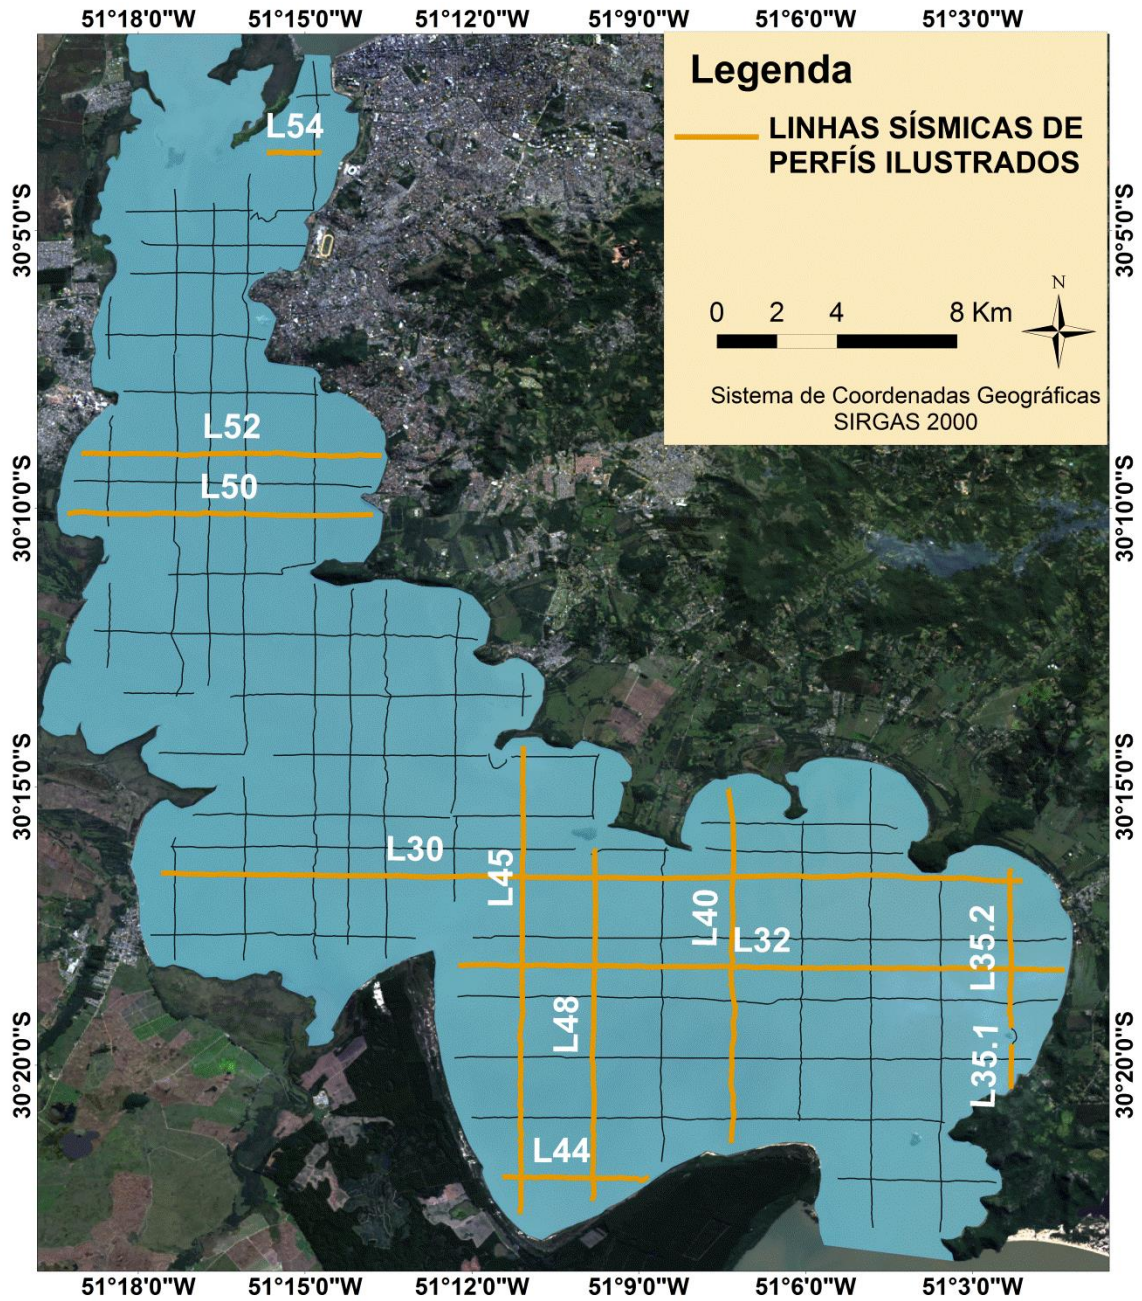 51°18'0"W 51°15'0"W 51°12'0"W 51°9'0"W 51°6'0"W 51°3'0"W
Legenda
LINHAS SÍSMICAS DE
PERFÍS ILUSTRADOS
0 2 4 8 Km
N
Sistema de Coordenadas Geográficas
SIRGAS 2000
L54
30°5'0"S
30°5'0"S
L52
L50
30°10'0"S
30°10'0"S
30°15'0"S
30°15'0"S
L30
L45
L40
L32
L35.2
L48
L35.1
30°20'0"S
30°20'0"S
L44
51°18'0"W 51°15'0"W 51°12'0"W 51°9'0"W 51°6'0"W 51°3'0"W